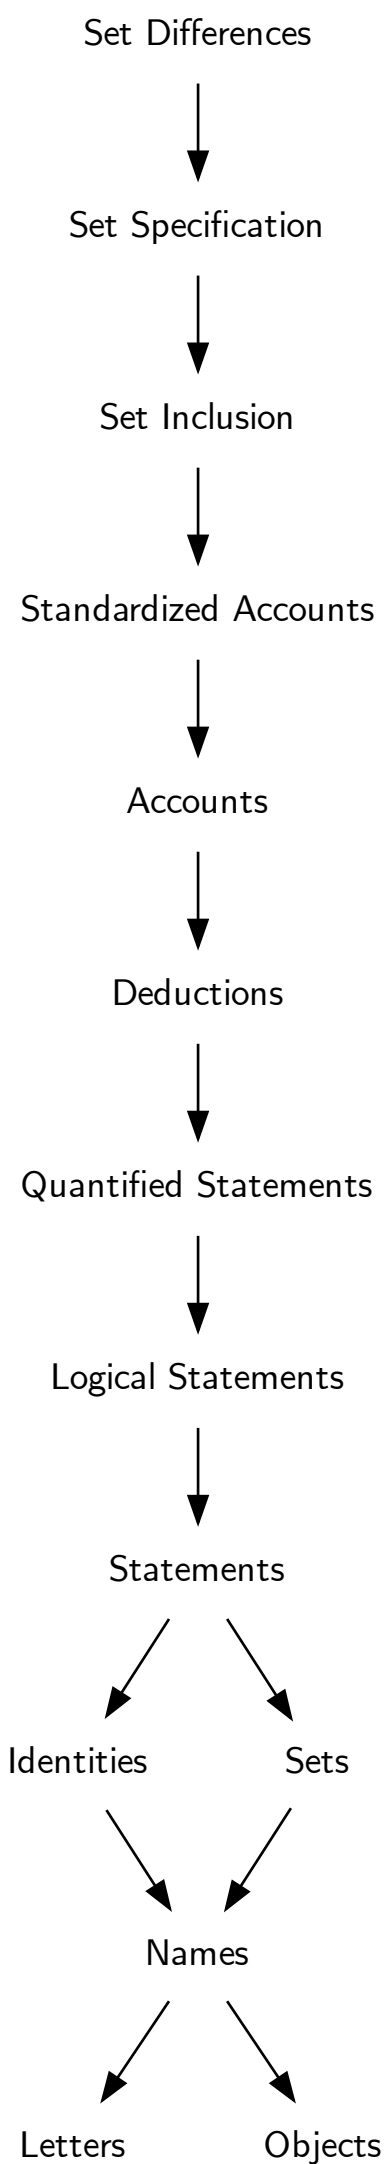 Set Differences
Set Specification
Set Inclusion
Standardized Accounts
Accounts
Deductions
Quantified Statements
Logical Statements
Statements
Identities
Sets
Names
Letters
Objects